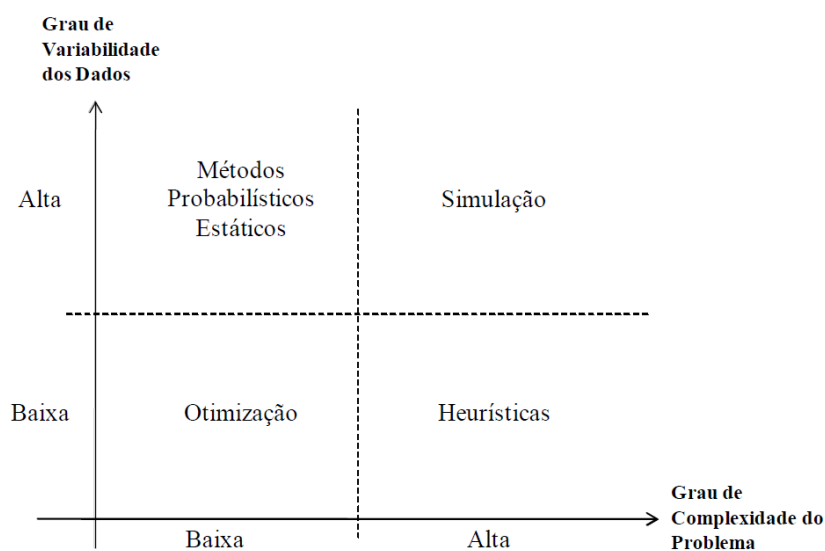 Grau de
Variabilidade
dos Dados
Alta
Métodos
Probabilísticos
Estáticos
Simulação
Baixa
Otimização
Heurísticas
Baixa
Alta
Grau de
Complexidade do
Problema